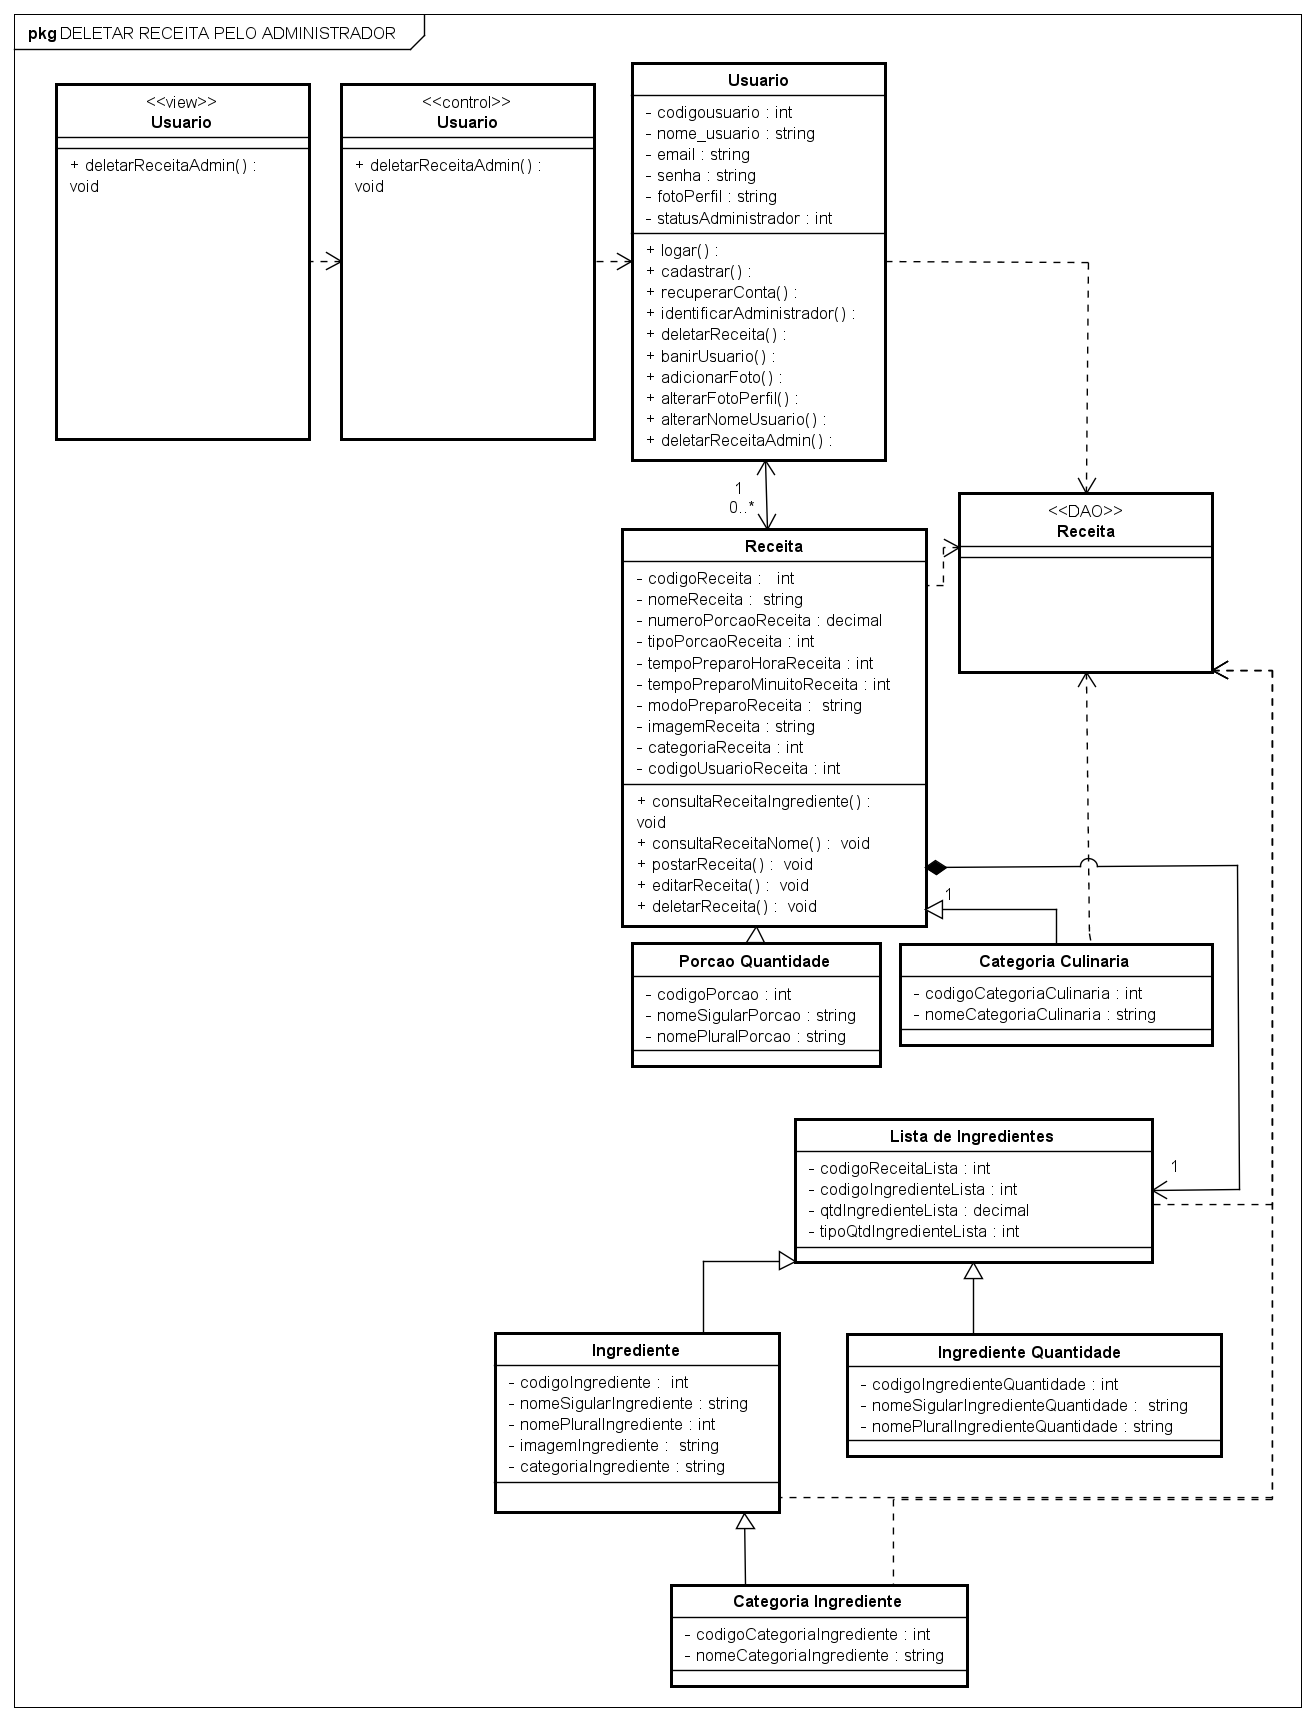 pkg DELETAR RECEITA PELO ADMINISTRADOR
<<view>>
Usuario
+ deletarReceitaAdmin() :
void
<<control>>
Usuario
+ deletarReceitaAdmin() :
void
Usuario
- codigousuario : int
- nome_usuario : string
- email : string
- senha : string
- fotoPerfil : string
- statusAdministrador : int
+ logar() :
+ cadastrar() :
+ recuperarConta() :
+ identificarAdministrador() :
+ deletarReceita() :
+ banirUsuario() :
+ adicionarFoto() :
+ alterarFotoPerfil() :
+ alterarNomeUsuario() :
+ deletarReceitaAdmin() :
1
0..*
<<DAO>>
Receita
Receita
- codigoReceita : int
- nomeReceita : string
- numeroPorcaoReceita : decimal
- tipoPorcaoReceita : int
- tempoPreparoHoraReceita : int
- tempoPreparoMinuitoReceita : int
- modoPreparoReceita : string
- imagemReceita : string
- categoriaReceita : int
- codigoUsuarioReceita : int
+ consultaReceitaIngrediente() :
void
+ consultaReceitaNome() : void
+ postarReceita() : void
+ editarReceita() : void
+ deletarReceita() : void
1
Porcao Quantidade
- codigoPorcao : int
- nomeSigularPorcao : string
- nomePluralPorcao : string
Categoria Culinaria
- codigoCategoriaCulinaria : int
- nomeCategoriaCulinaria : string
Lista de Ingredientes
- codigoReceitaLista : int
- codigoIngredienteLista : int
- qtdIngredienteLista : decimal
- tipoQtdIngredienteLista : int
1
Ingrediente
- codigoIngrediente : int
- nomeSigularIngrediente : string
- nomePluralIngrediente : int
- imagemIngrediente : string
- categoriaIngrediente : string
Ingrediente Quantidade
- codigoIngredienteQuantidade : int
- nomeSigularIngredienteQuantidade : string
- nomePluralIngredienteQuantidade : string
Categoria Ingrediente
- codigoCategoriaIngrediente : int
- nomeCategoriaIngrediente : string